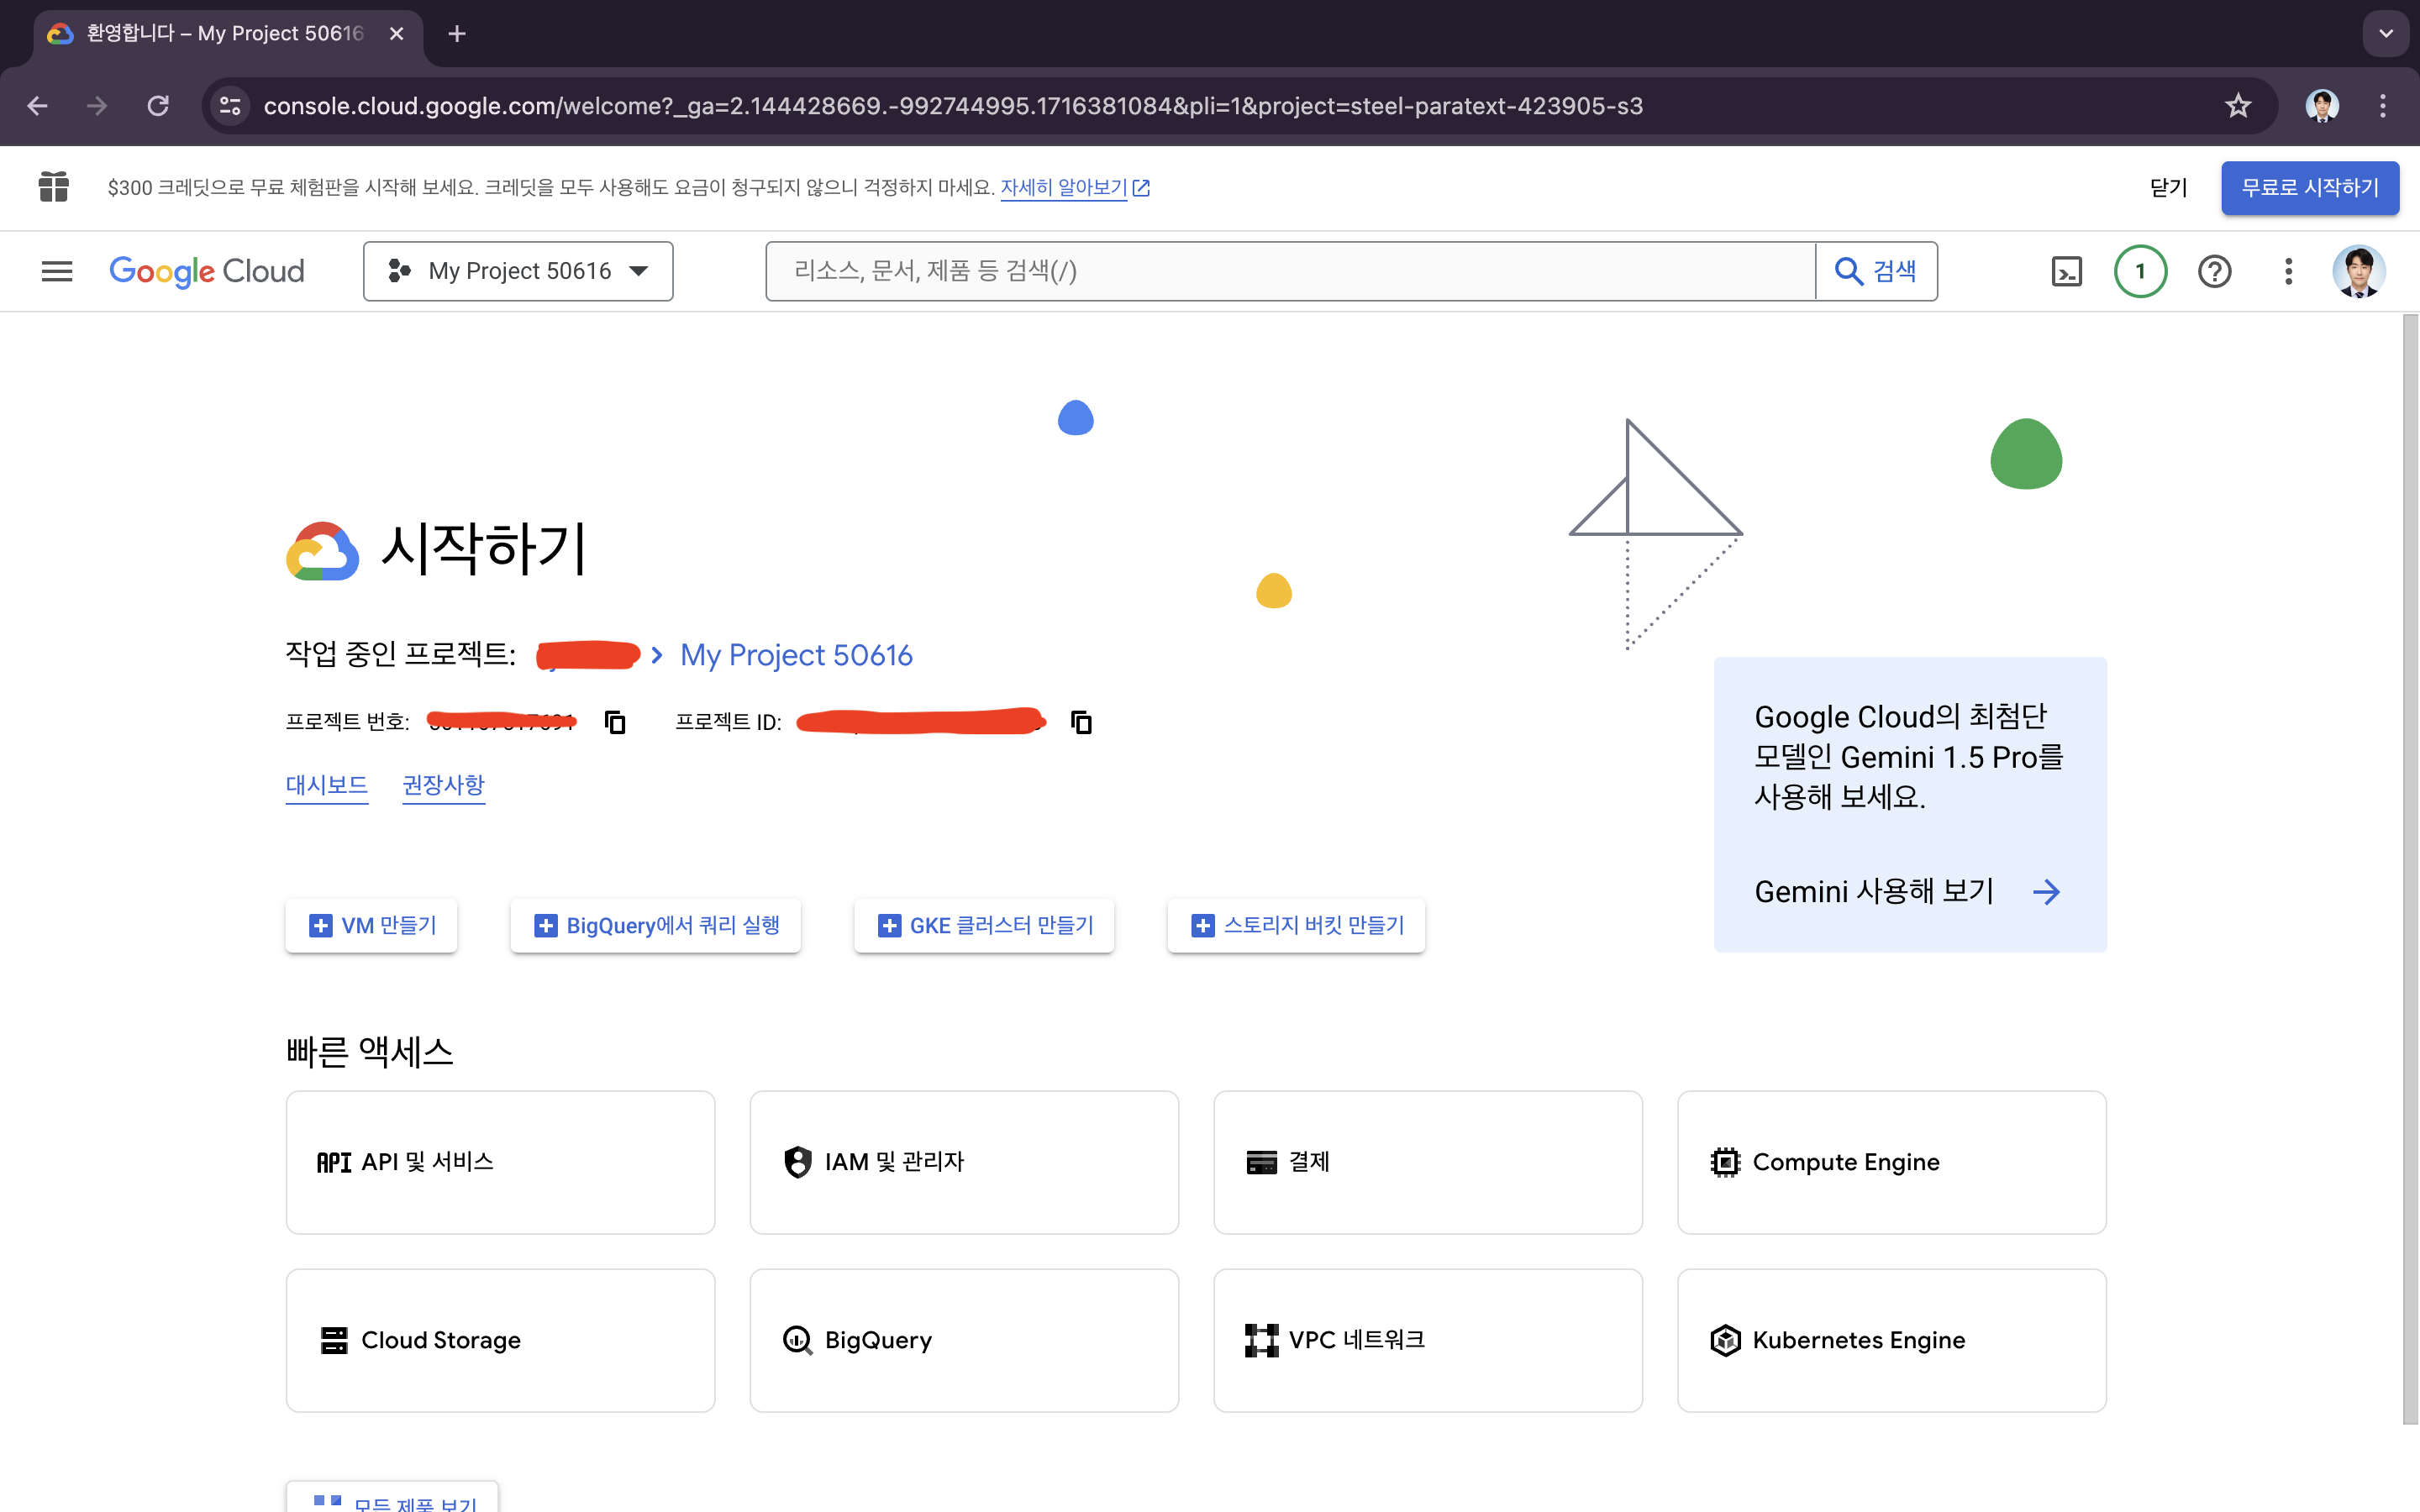 환영합니다 – My Project 50616
console.cloud.google.com/welcome?_ga=2.144428669.-992744995.1716381084&pli=1&project=steel-paratext-423905-s3
$300 크레딧으로 무료 체험판을 시작해 보세요. 크레딧을 모두 사용해도 요금이 청구되지 않으니 걱정하지 마세요. 자세히 알아보기
닫기
무료로 시작하기
Google Cloud
My Project 50616
리소스, 문서, 제품 등 검색(/)
검색
1
시작하기
작업 중인 프로젝트:
My Project 50616
프로젝트 번호:
프로젝트 ID:
대시보드
권장사항
Google Cloud의 최첨단
모델인 Gemini 1.5 Pro를
사용해 보세요.
Gemini 사용해 보기
VM 만들기
BigQuery에서 쿼리 실행
GKE 클러스터 만들기
스토리지 버킷 만들기
빠른 액세스
API API 및 서비스
IAM 및 관리자
결제
Compute Engine
Cloud Storage
BigQuery
VPC 네트워크
Kubernetes Engine
모든 제품 보기